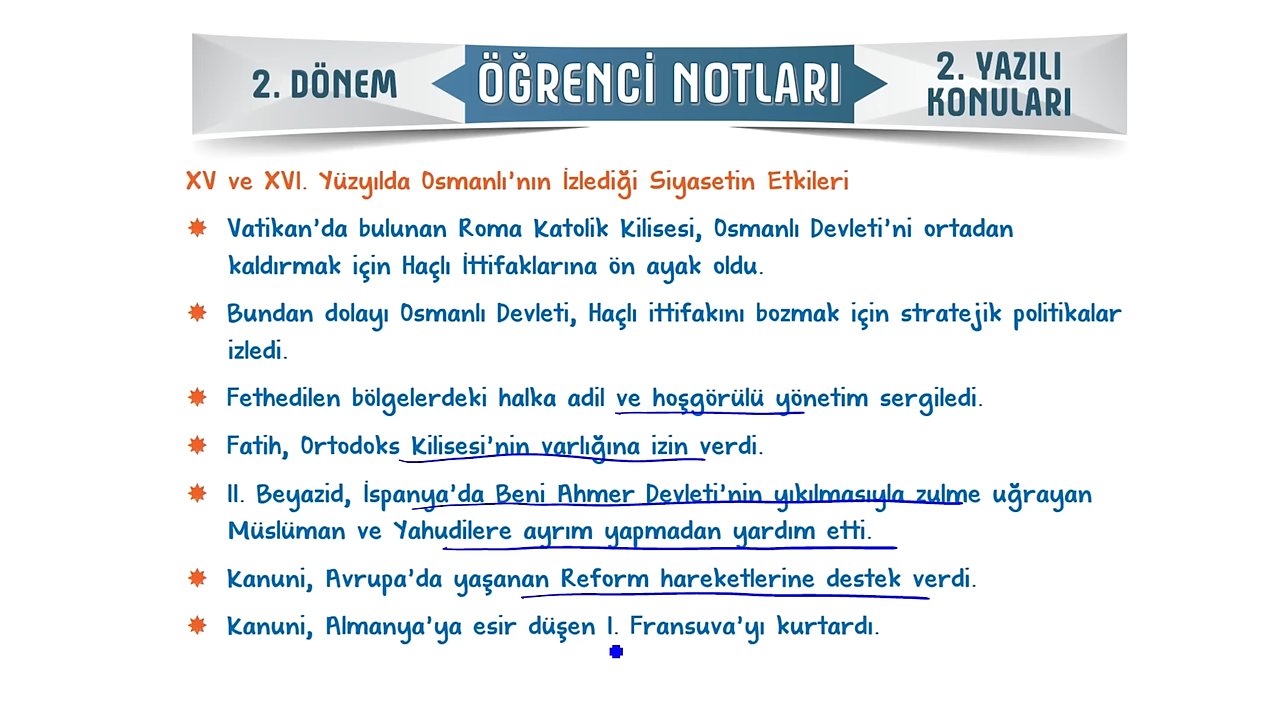 2. DÖNEM
ÖĞRENCİ NOTLARI
2. YAZILI
KONULARI
XV ve XVI. Yüzyılda Osmanlı'nın İzlediği Siyasetin Etkileri
Vatikan'da bulunan Roma Katolik Kilisesi, Osmanlı Devleti'ni ortadan
kaldırmak için Haçlı İttifaklarına ön ayak oldu.
Bundan dolayı Osmanlı Devleti, Haçlı ittifakını bozmak için stratejik politikalar
izledi.
Fethedilen bölgelerdeki halka adil ve hoşgörülü yönetim sergiledi.
Fatih, Ortodoks Kilisesi'nin varlığına izin verdi.
II. Beyazid, İspanya'da Beni Ahmer Devleti'nin yıkılmasıyla zulme uğrayan
Müslüman ve Yahudilere ayrım yapmadan yardım etti.
Kanuni, Avrupa'da yaşanan Reform hareketlerine destek verdi.
Kanuni, Almanya'ya esir düşen I. Fransuva'yı kurtardı.